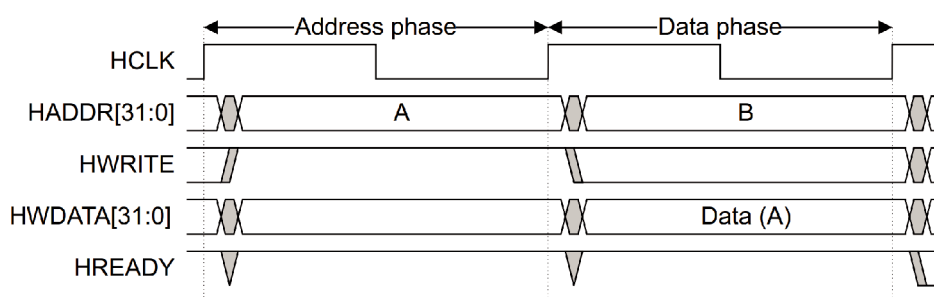 Address phase Data phase
HCLK
HADDR[31:0] A B
HWRITE
HWDATA[31:0] Data (A)
HREADY